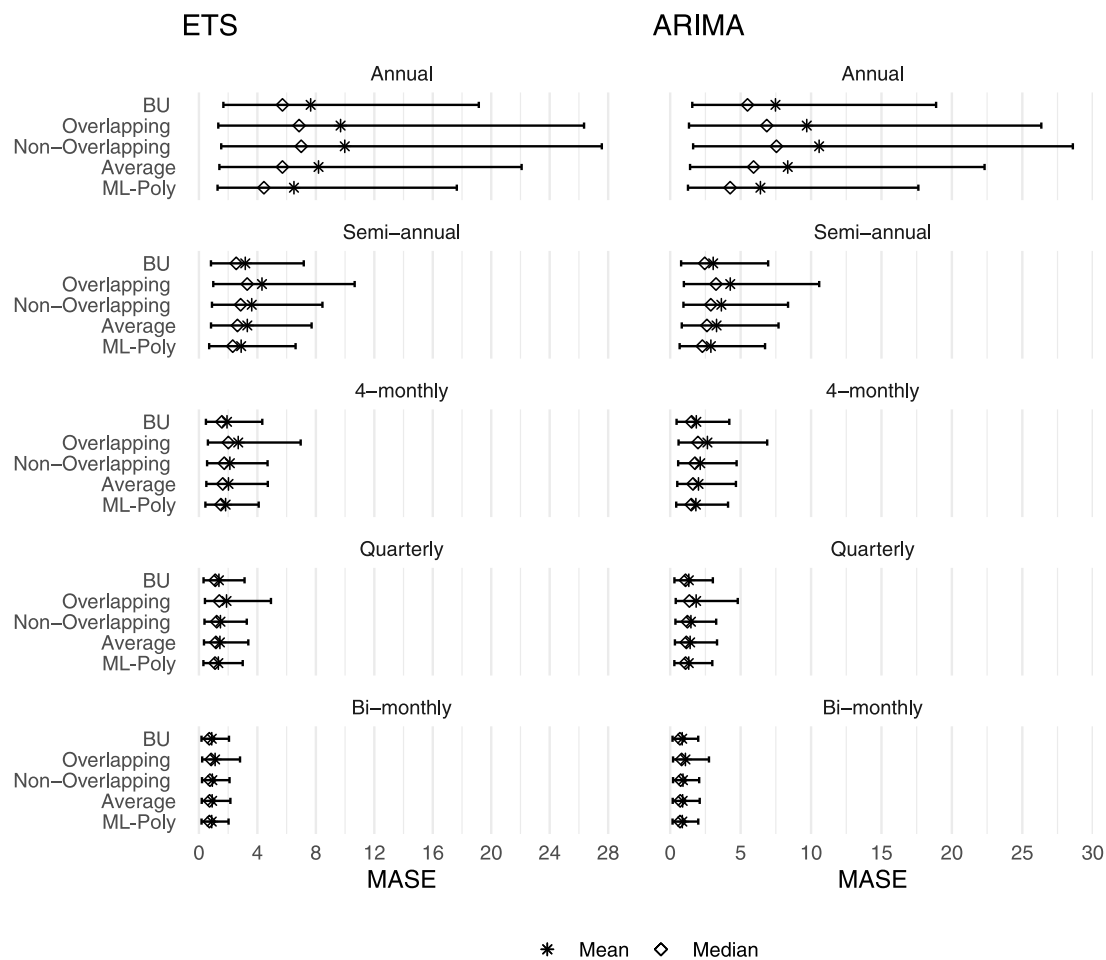 ETS
ARIMA
Annual
Annual
BU
Overlapping
Non−Overlapping
Average
ML-Poly
Semi−annual
Semi−annual
BU
Overlapping
Non−Overlapping
Average
ML-Poly
4−monthly
4−monthly
BU
Overlapping
Non−Overlapping
Average
ML-Poly
Quarterly
Quarterly
BU
Overlapping
Non−Overlapping
Average
ML-Poly
Bi−monthly
Bi−monthly
BU
Overlapping
Non−Overlapping
Average
ML-Poly
0 4 8 12 16 20 24 28
0 5 10 15 20 25 30
MASE
MASE
Mean Median